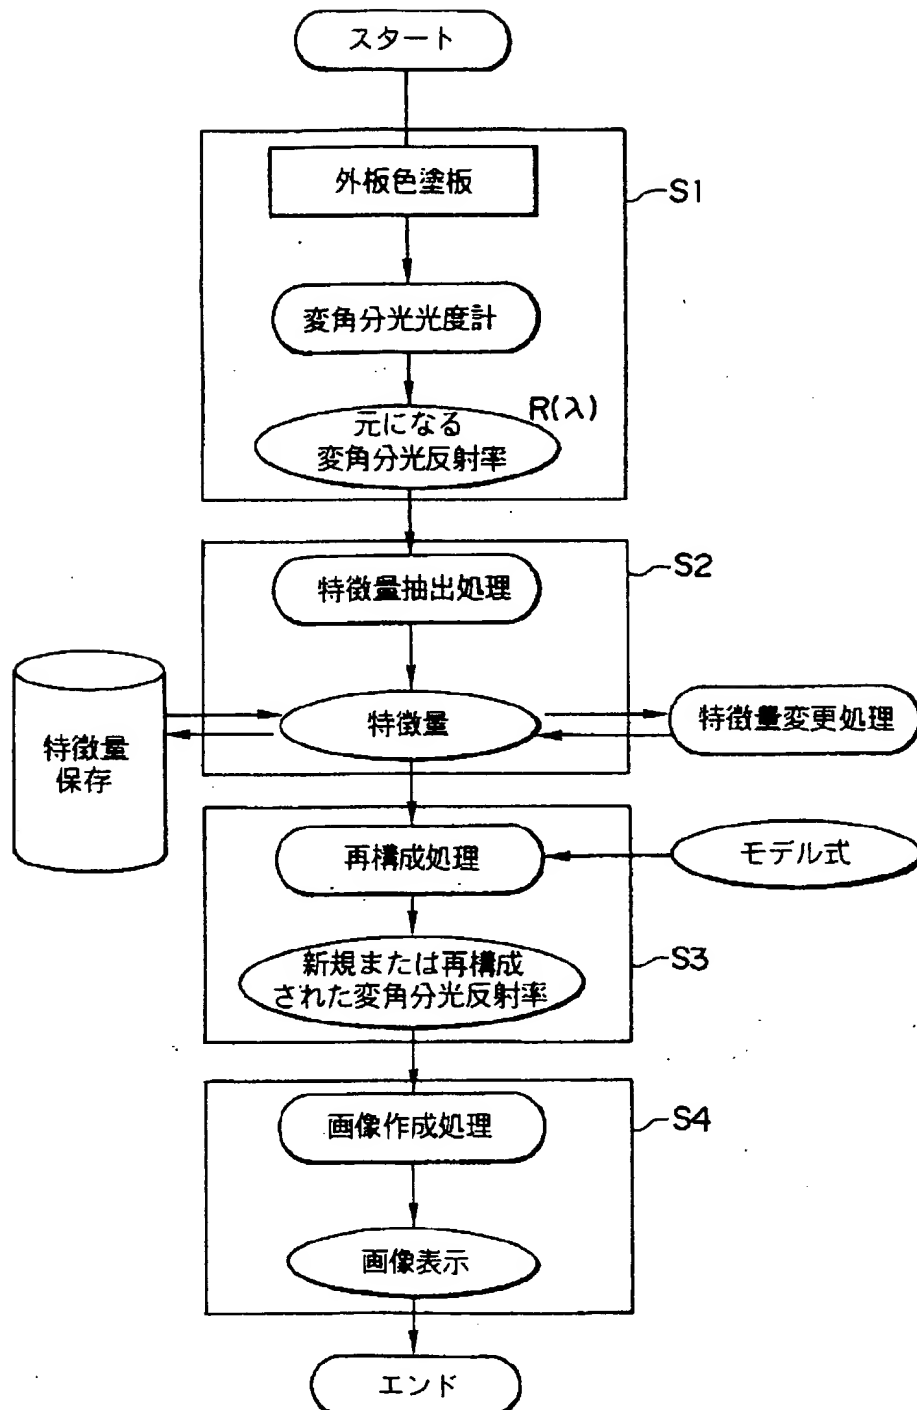 スタート
外板色塗板
S1
変角分光光度計
R(λ)
元になる
変角分光反射率
特徴量抽出処理
S2
特徴量
保存
特徴量
特徴量変更処理
再構成処理
モデル式
新規または再構成
された変角分光反射率
S3
画像作成処理
S4
画像表示
エンド